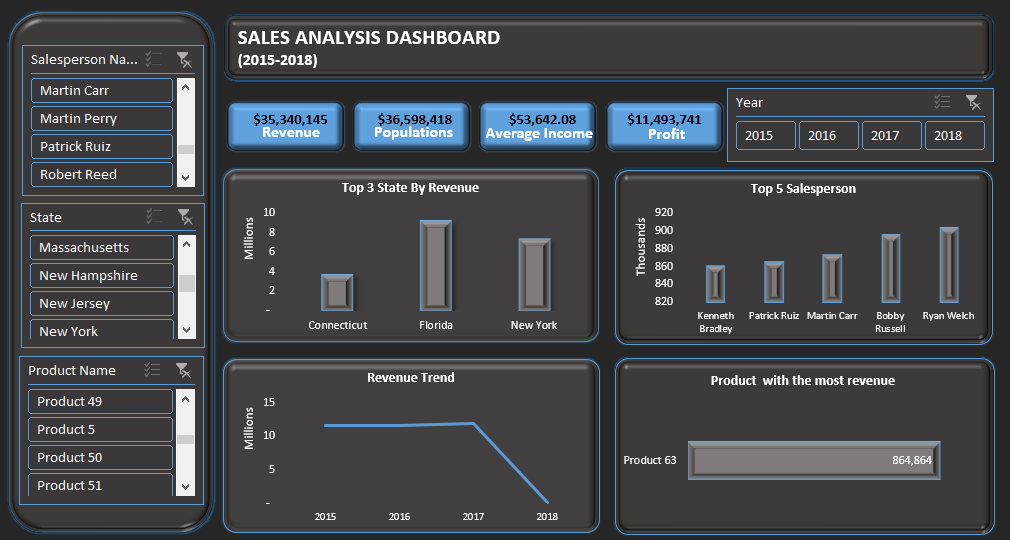 SALES ANALYSIS DASHBOARD
(2015-2018)
Salesperson Na...
Martin Carr
Martin Perry
Patrick Ruiz
Robert Reed
State
Massachusetts
New Hampshire
New Jersey
New York
Product Name
Product 49
Product 5
Product 50
Product 51
$35,340,145
Revenue
$36,598,418
Populations
$53,642.08
Average Income
$11,493,741
Profit
Year
2015
2016
2017
2018
Top 3 State By Revenue
Millions
10
8
6
4
2
-
Connecticut
Florida
New York
Top 5 Salesperson
Thousands
920
900
880
860
840
820
Kenneth
Bradley
Patrick Ruiz
Martin Carr
Bobby
Russell
Ryan Welch
Revenue Trend
Millions
15
10
5
-
2015
2016
2017
2018
Product with the most revenue
Product 63
864,864